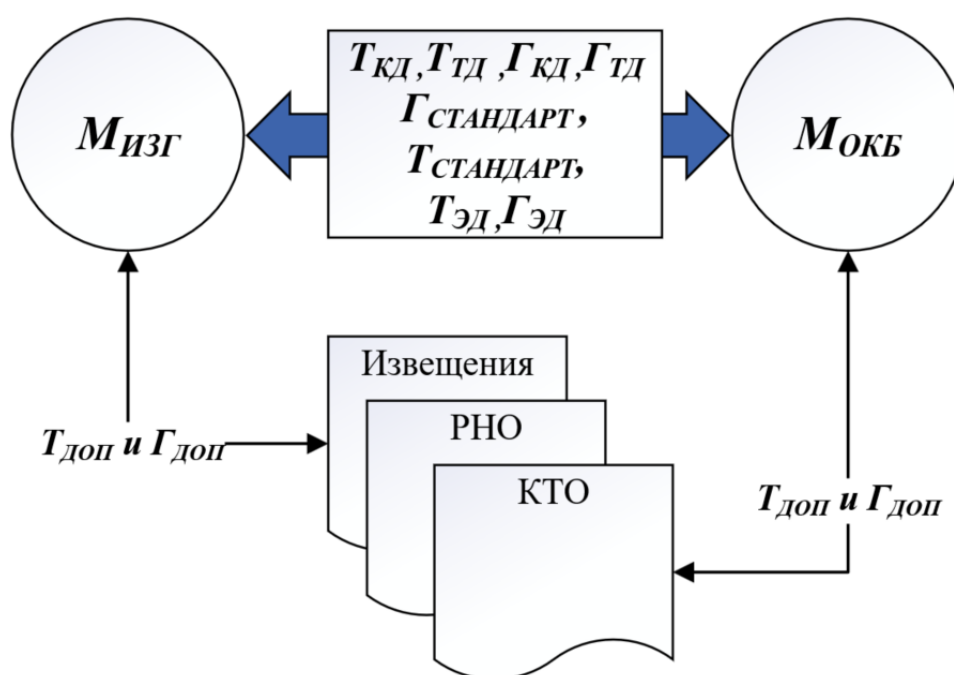 T_КД ,T_ТД ,Г_КД,Г_ТД
Г_СТАНДАРТ ,
T_СТАНДАРТ,
T_ЭД ,Г_ЭД
M_ИЗГ
M_ОКБ
Извещения
РНО
КТО
T_ДОП и Г_ДОП
T_ДОП и Г_ДОП